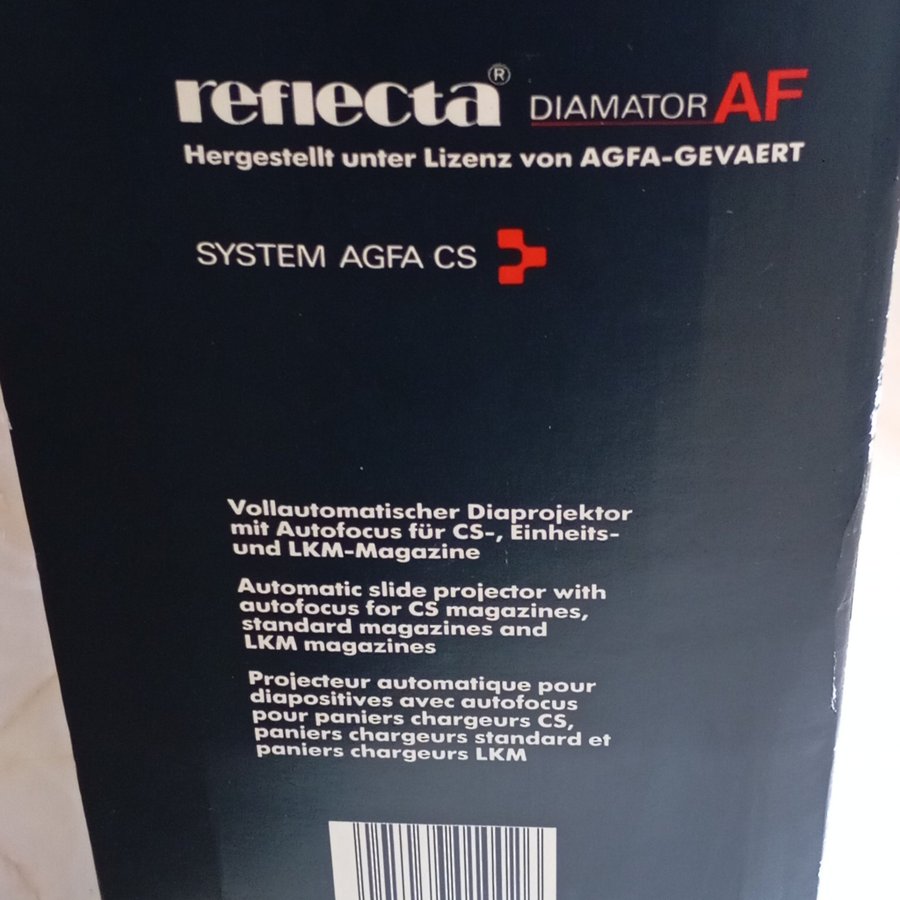 reflecta® DIAMATOR AF
Hergestellt unter Lizenz von AGFA-GEVAERT
SYSTEM AGFA CS
Vollautomatischer Diaprojektor
mit Autofocus für CS-, Einheits-
und LKM-Magazine
Automatic slide projector with
autofocus for CS magazines,
standard magazines and
LKM magazines
Projecteur automatique pour
diapositives avec autofocus
pour paniers chargeurs CS,
paniers chargeurs standard et
paniers chargeurs LKM